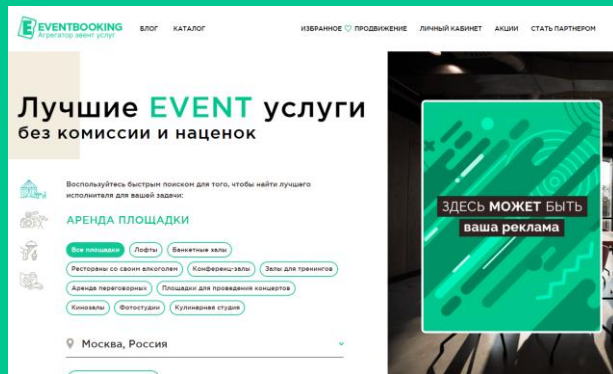 EVENTBOOKING
Агрегатор эвент услуг
БЛОГ КАТАЛОГ ИЗБРАННОЕ ПРОДВИЖЕНИЕ ЛИЧНЫЙ КАБИНЕТ АКЦИИ СТАТЬ ПАРТНЕРОМ
Лучшие EVENT услуги
без комиссии и наценок
Воспользуйтесь быстрым поиском для того, чтобы найти лучшего
исполнителя для вашей задачи:
АРЕНДА ПЛОЩАДКИ
Все площадки Лофты Банкетные залы
Рестораны со своим алкоголем Конференц-залы Залы для тренингов
Аренда переговорных Площадки для проведения концертов
Кинозалы Фотостудии Кулинарная студия
Москва, Россия
ЗДЕСЬ МОЖЕТ БЫТЬ
ваша реклама